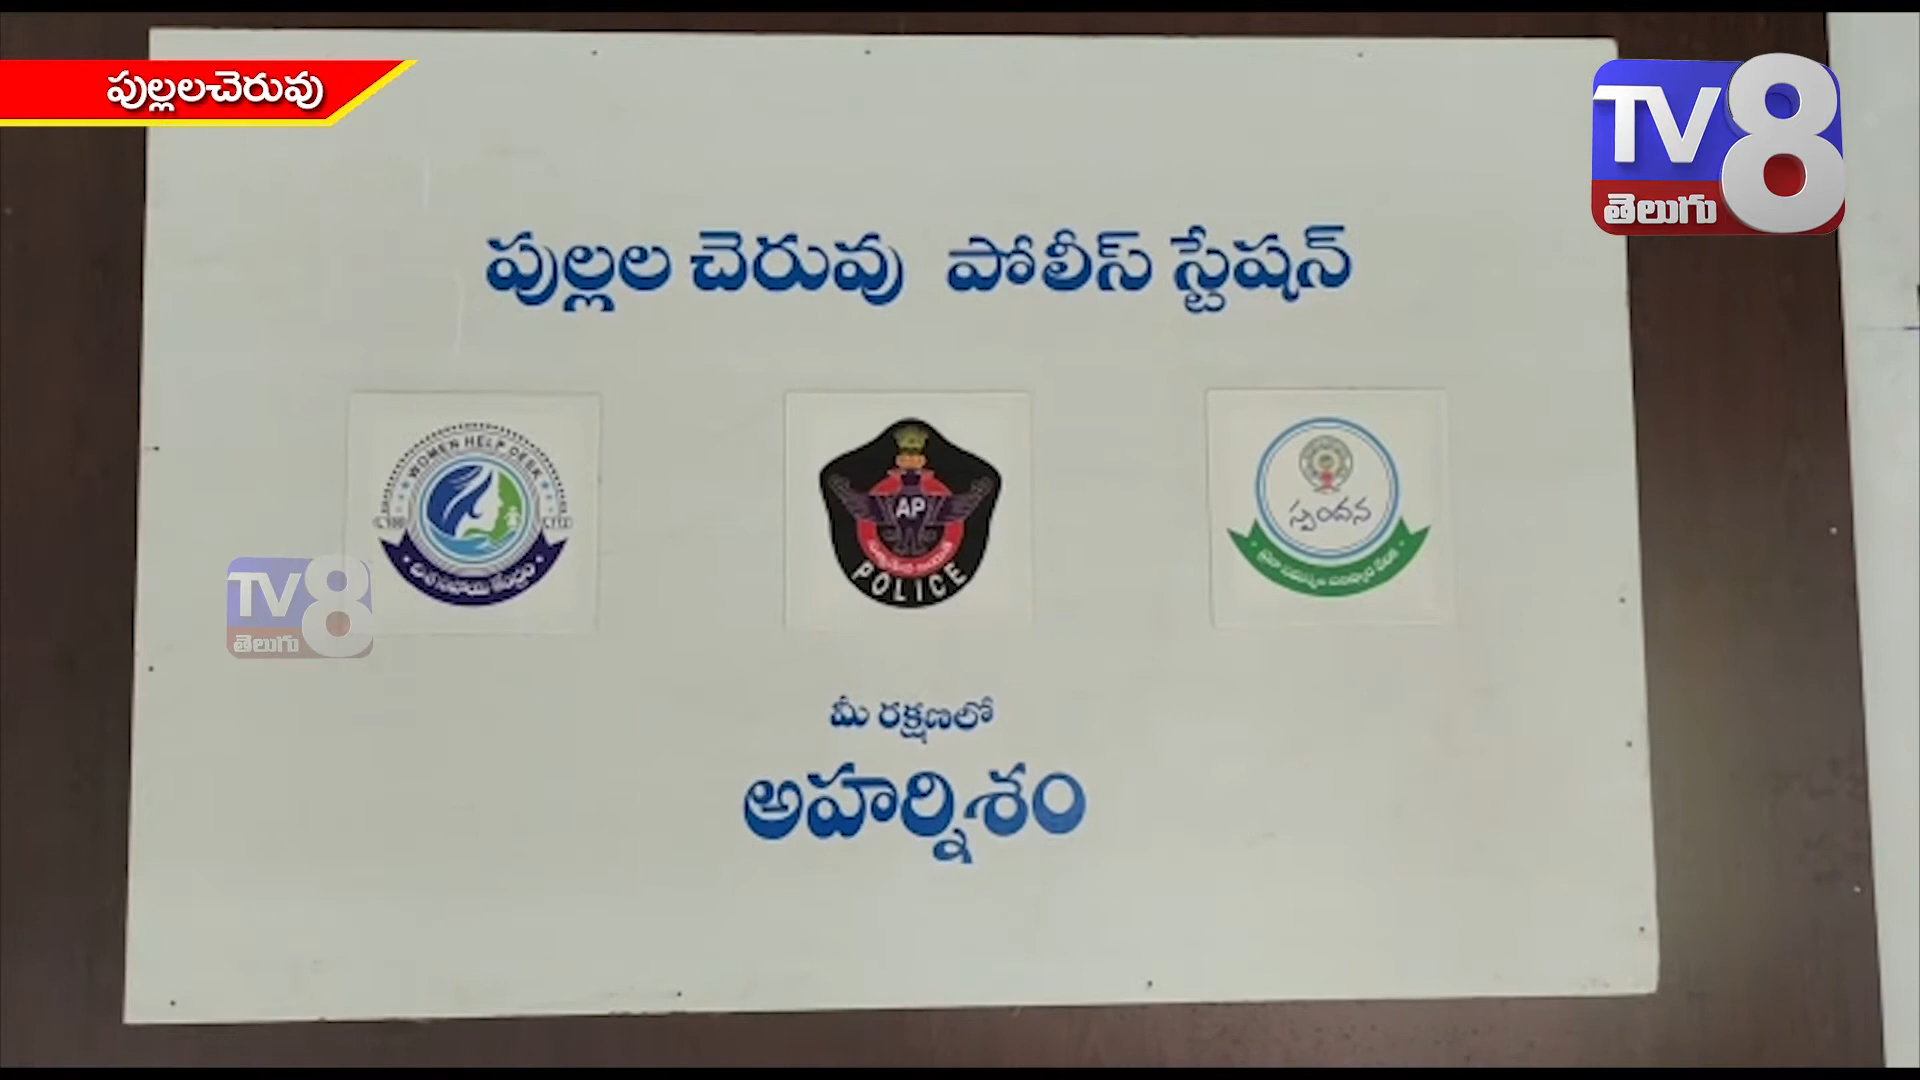 పుల్లలచెరువు
TV8
తెలుగు
పుల్లల చెరువు పోలీస్ స్టేషన్
WOMEN HELP DESK
AP
POLICE
స్పందన
TV8
తెలుగు
మీ రక్షణలో
అహర్నిశం